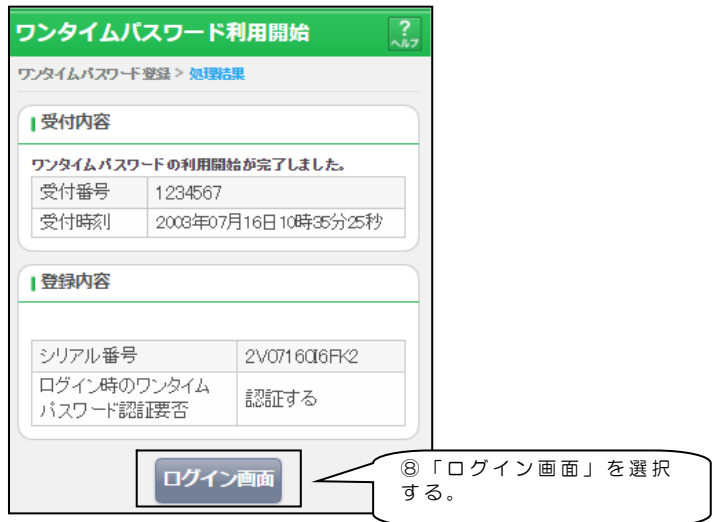 ワンタイムパスワード利用開始
?
ヘルプ
ワンタイムパスワード登録 > 処理結果
受付内容
ワンタイムパスワードの利用開始が完了しました。
受付番号 1234567
受付時刻 2003年07月16日10時35分25秒
登録内容
シリアル番号 2V07160I6FK2
ログイン時のワンタイム
パスワード認証要否 認証する
ログイン画面
⑧「ログイン画面」を選択
する。